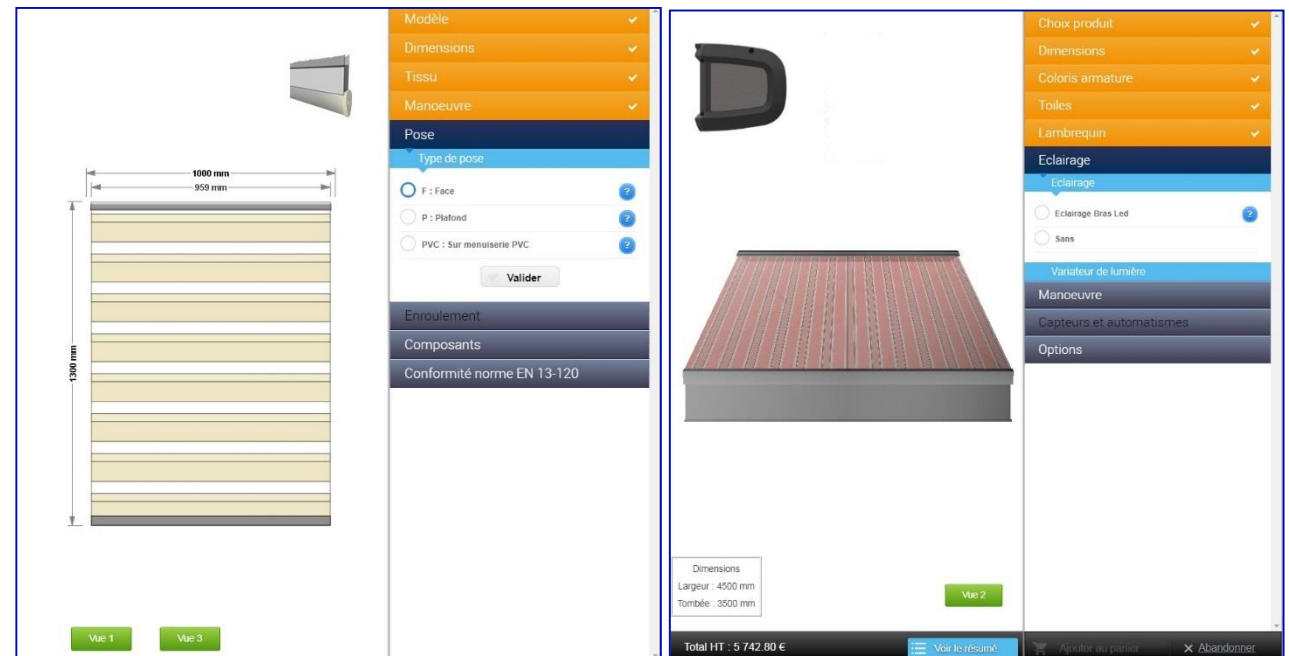 Modèle
Dimensions
Tissu
Manoeuvre
Pose
Type de pose
F : Face
?
P : Plafond
?
PVC : Sur menuiserie PVC
?
Valider
Enroulement
Composants
Conformité norme EN 13-120
1000 mm
959 mm
1300 mm
Vue 1
Vue 3
Choix produit
Dimensions
Coloris armature
Toiles
Lambrequin
Eclairage
Eclairage
Eclairage Bras Led
?
Sans
Variateur de lumière
Manoeuvre
Capteurs et automatismes
Options
Dimensions
Largeur : 4500 mm
Tombée : 3500 mm
Vue 2
Total HT : 5 742.80 €
Voir le résumé
Ajouter au panier
Abandonner